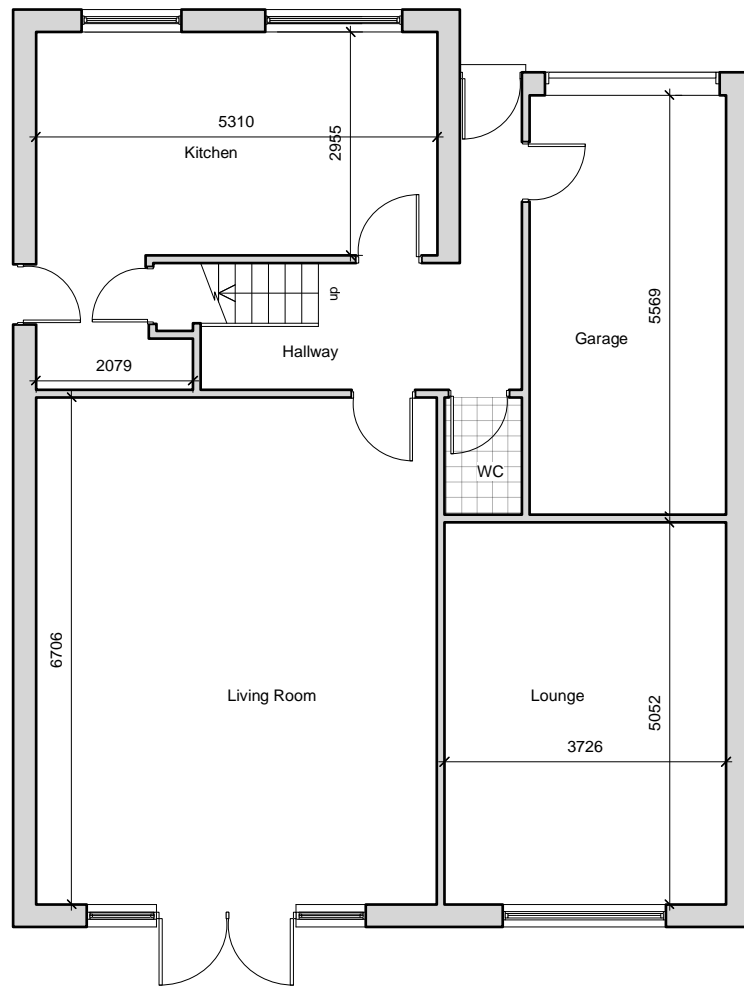 5310
Kitchen
2955
up
Hallway
2079
5569
Garage
WC
6706
Living Room
Lounge
5052
3726